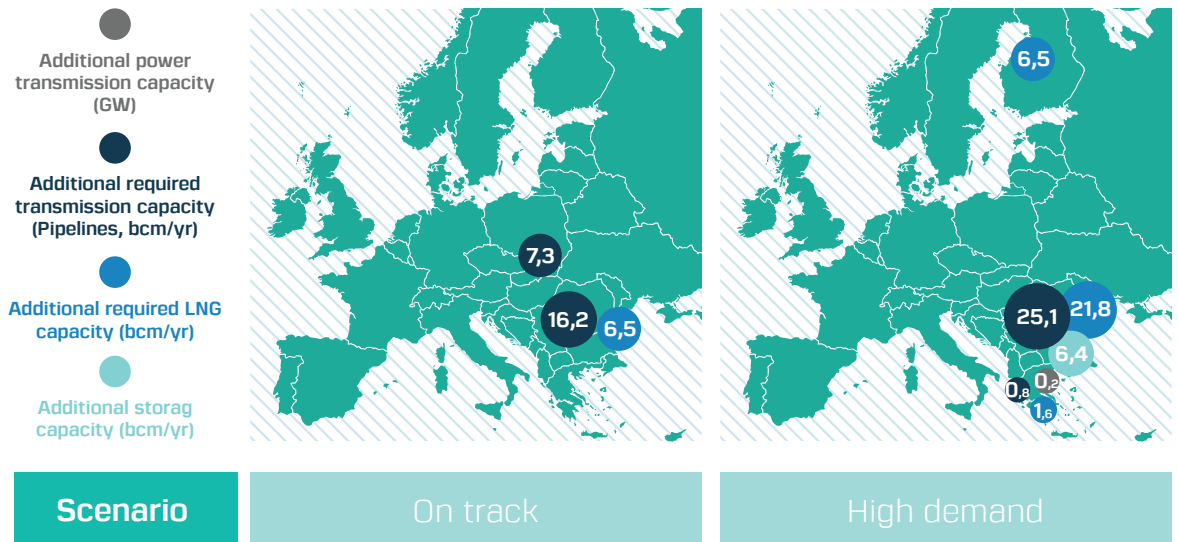 Additional power
transmission capacity
(GW)
Additional required
transmission capacity
(Pipelines, bcm/yr)
Additional required LNG
capacity (bcm/yr)
Additional storag
capacity (bcm/yr)
7,3
16,2
6,5
6,5
25,1
21,8
6,4
0,2
0,8
1,6
Scenario
On track
High demand